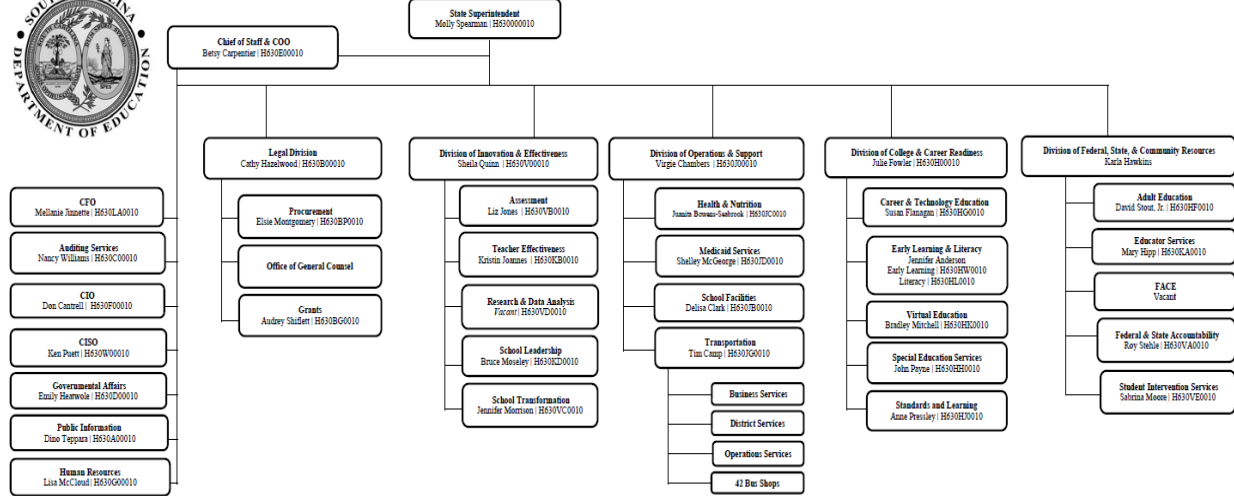 SOUTH CAROLINA
DEPARTMENT OF EDUCATION
State Superintendent
Molly Spearman | H630000010
Chief of Staff & COO
Betsy Carpentier | H630E00010
CFO
Mellanie Jinnette | H630LA0010
Auditing Services
Nancy Williams | H630C00010
CIO
Don Cantrell | H630F00010
CISO
Ken Puett | H630W00010
Governmental Affairs
Emily Heatwole | H630D00010
Public Information
Dino Teppara | H630A00010
Human Resources
Lisa McCloud | H630G00010
Legal Division
Cathy Hazelwood | H630B00010
Procurement
Elsie Montgomery | H630BP0010
Office of General Counsel
Grants
Audrey Shiflett | H630BG0010
Division of Innovation & Effectiveness
Sheila Quinn | H630V00010
Assessment
Liz Jones | H630VB0010
Teacher Effectiveness
Kristin Joannes | H630KB0010
Research & Data Analysis
Vacant | H630VD0010
School Leadership
Bruce Moseley | H630KD0010
School Transformation
Jennifer Morrison | H630VC0010
Division of Operations & Support
Virgie Chambers | H630J00010
Health & Nutrition
Juanita Bowens-Seabrook | H630JC0010
Medicaid Services
Shelley McGeorge | H630JD0010
School Facilities
Delisa Clark | H630JB0010
Transportation
Tim Camp | H630JG0010
Business Services
District Services
Operations Services
42 Bus Shops
Division of College & Career Readiness
Julie Fowler | H630H00010
Career & Technology Education
Susan Flanagan | H630HG0010
Early Learning & Literacy
Jennifer Anderson
Early Learning | H630HW0010
Literacy | H630HL0010
Virtual Education
Bradley Mitchell | H630HK0010
Special Education Services
John Payne | H630HH0010
Standards and Learning
Anne Pressley | H630HJ0010
Division of Federal, State, & Community Resources
Karla Hawkins
Adult Education
David Stout, Jr. | H630HF0010
Educator Services
Mary Hipp | H630KA0010
FACE
Vacant
Federal & State Accountability
Roy Stehle | H630VA0010
Student Intervention Services
Sabrina Moore | H630VE0010